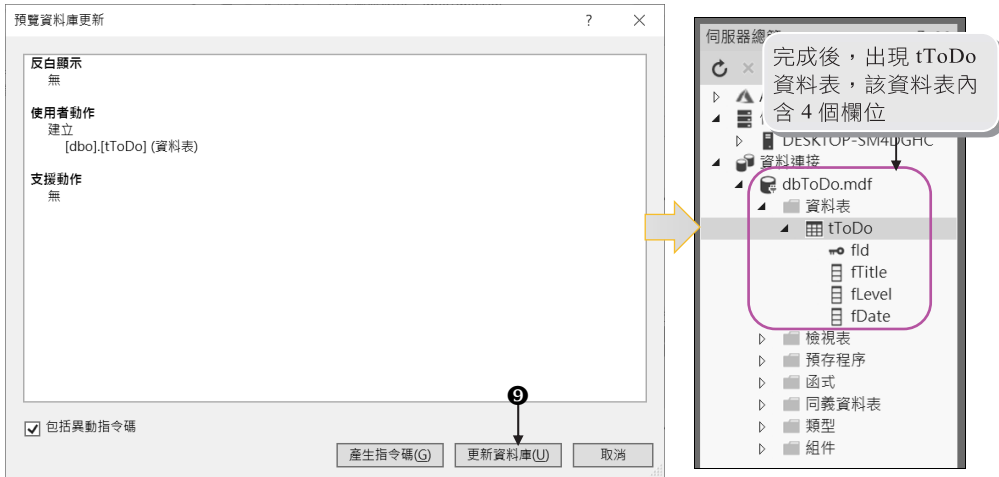 預覽資料庫更新
?
反白顯示
無
使用者動作
建立
[dbo].[tToDo] (資料表)
支援動作
無
❾
包括異動指令碼
產生指令碼(G)
更新資料庫(U)
取消
伺服器總
完成後，出現 tToDo
資料表，該資料表內
含 4 個欄位
DESKTOP-SM4DGHC
資料連接
dbToDo.mdf
資料表
tToDo
fId
fTitle
fLevel
fDate
檢視表
預存程序
函式
同義資料表
類型
組件